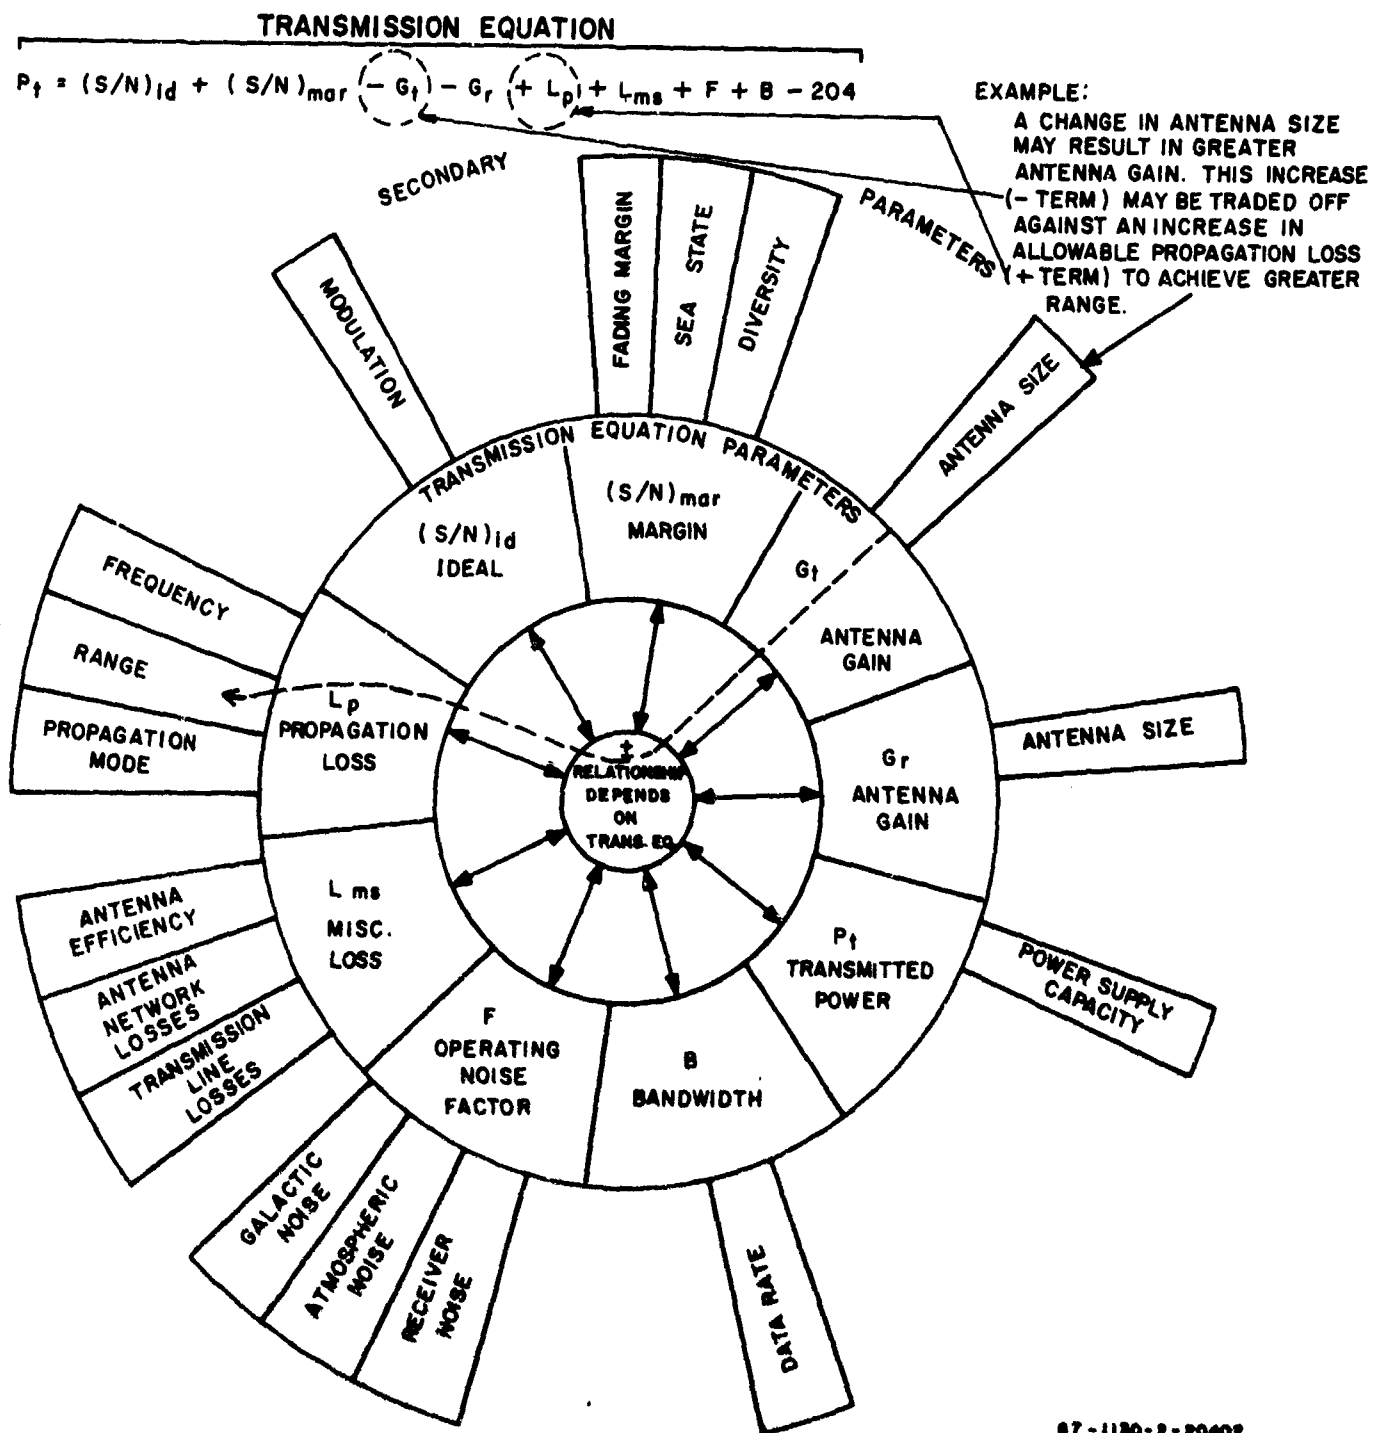 TRANSMISSION EQUATION
Pt = (S/N)id + (S/N)mar - Gt - Gr + Lp + Lms + F + B - 204
EXAMPLE:
A CHANGE IN ANTENNA SIZE
MAY RESULT IN GREATER
ANTENNA GAIN. THIS INCREASE
(- TERM) MAY BE TRADED OFF
AGAINST AN INCREASE IN
ALLOWABLE PROPAGATION LOSS
(+ TERM) TO ACHIEVE GREATER
RANGE.
SECONDARY PARAMETERS
MODULATION
FADING MARGIN
SEA STATE
DIVERSITY
ANTENNA SIZE
TRANSMISSION EQUATION PARAMETERS
(S/N)id
IDEAL
(S/N)mar
MARGIN
Gt
ANTENNA
GAIN
FREQUENCY
RANGE
PROPAGATION
MODE
Lp
PROPAGATION
LOSS
±
RELATIONSHIP
DEPENDS
ON
TRANS. EQ.
Gr
ANTENNA
GAIN
ANTENNA SIZE
ANTENNA
EFFICIENCY
ANTENNA
NETWORK
LOSSES
TRANSMISSION
LINE
LOSSES
L ms
MISC.
LOSS
Pt
TRANSMITTED
POWER
POWER SUPPLY
CAPACITY
F
OPERATING
NOISE
FACTOR
B
BANDWIDTH
GALACTIC
NOISE
ATMOSPHERIC
NOISE
RECEIVER
NOISE
DATA RATE